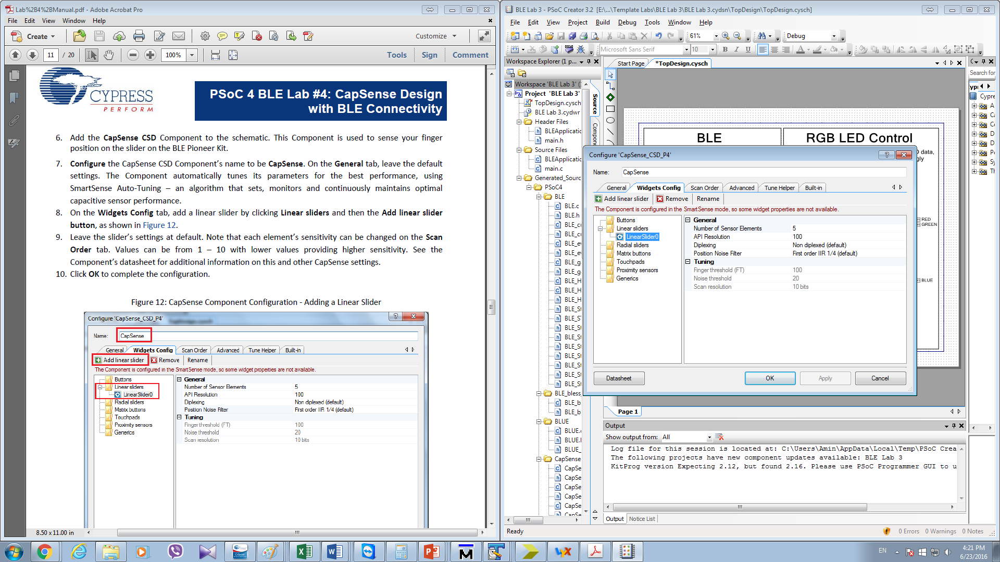 Lab%2B4%2BManual.pdf - Adobe Acrobat Pro
File Edit View Window Help
Create
Customize
11 / 20
100%
Tools Sign Comment
CYPRESS
PERFORM
PSoC 4 BLE Lab #4: CapSense Design
with BLE Connectivity
6. Add the CapSense CSD Component to the schematic. This Component is used to sense your finger
position on the slider on the BLE Pioneer Kit.
7. Configure the CapSense CSD Component's name to be CapSense. On the General tab, leave the default
settings. The Component automatically tunes its parameters for the best performance, using
SmartSense Auto-Tuning – an algorithm that sets, monitors and continuously maintains optimal
capacitive sensor performance.
8. On the Widgets Config tab, add a linear slider by clicking Linear sliders and then the Add linear slider
button, as shown in Figure 12.
9. Leave the slider's settings at default. Note that each element's sensitivity can be changed on the Scan
Order tab. Values can be from 1 – 10 with lower values providing higher sensitivity. See the
Component's datasheet for additional information on this and other CapSense settings.
10. Click OK to complete the configuration.
Figure 12: CapSense Component Configuration - Adding a Linear Slider
Configure 'CapSense_CSD_P4'
Name: CapSense
General Widgets Config Scan Order Advanced Tune Helper Built-in
Add linear slider Remove Rename
The Component is configured in the SmartSense mode, so some widget properties are not available.
Buttons
Linear sliders
LinearSlider0
Radial sliders
Matrix buttons
Touchpads
Proximity sensors
Generics
General
Number of Sensor Elements 5
API Resolution 100
Diplexing Non diplexed (default)
Position Noise Filter First order IIR 1/4 (default)
Tuning
Finger threshold (FT) 100
Noise threshold 20
Scan resolution 10 bits
8.50 x 11.00 in
BLE Lab 3 - PSoC Creator 3.2 [E:\...\Template Labs\BLE Lab 3\BLE Lab 3.cydsn\TopDesign\TopDesign.cysch]
File Edit View Project Build Debug Tools Window Help
61%
Debug
Microsoft Sans Serif 10 B I U
Workspace Explorer (1 p...
Start Page *TopDesign.cysch
Search for
Workspace 'BLE Lab 3' (
Project 'BLE Lab 3'
TopDesign.cysch
BLE Lab 3.cydwr
Header Files
BLEApplicatio
main.h
Source Files
BLEApplicatio
main.c
Generated_Sourc
PSoC4
BLE
BLE.c
BLE.h
BLE_cu
BLE_cu
BLE_ev
BLE_ev
BLE_ga
BLE_ga
BLE_H
BLE_H
BLE_H
BLE_St
BLE_ST
BLE_St
BLE_St
BLE_St
BLE_St
BLE_St
BLE_St
BLE_St
BLE_bless
BLE_b
BLE_b
BLUE
BLUE.
BLUE.
BLUE_
CapSense
CapSe
CapSe
CapSe
CapSe
CapSe
CapSe
Source
Compone
BLE
RGB LED Control
data,
gly
RED
GREEN
BLUE
Cypre
Configure 'CapSense_CSD_P4'
Name: CapSense
General Widgets Config Scan Order Advanced Tune Helper Built-in
Add linear slider Remove Rename
The Component is configured in the SmartSense mode, so some widget properties are not available.
Buttons
Linear sliders
LinearSlider0
Radial sliders
Matrix buttons
Touchpads
Proximity sensors
Generics
General
Number of Sensor Elements 5
API Resolution 100
Diplexing Non diplexed (default)
Position Noise Filter First order IIR 1/4 (default)
Tuning
Finger threshold (FT) 100
Noise threshold 20
Scan resolution 10 bits
Datasheet OK Apply Cancel
Page 1
Output
Show output from: All
Log file for this session is located at: C:\Users\Amin\AppData\Local\Temp\PSoC Crea
The following projects have new component updates available: BLE Lab 3
KitProg version Expecting 2.12, but found 2.16. Please use PSoC Programmer GUI to u
Output Notice List
Ready
0 Errors 0 Warnings 0 Notes
EN
4:21 PM
6/23/2016